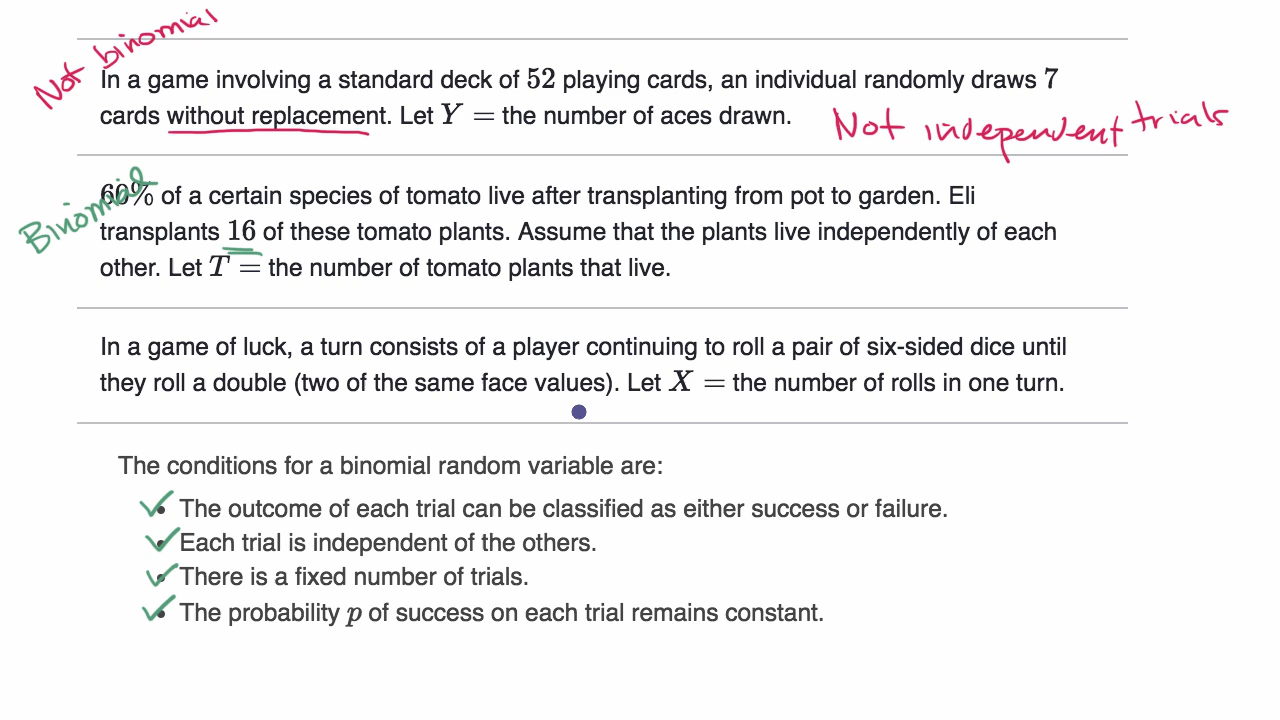 Not binomial
In a game involving a standard deck of 52 playing cards, an individual randomly draws 7
cards without replacement. Let Y = the number of aces drawn.
Not independent trials
Binomial
60% of a certain species of tomato live after transplanting from pot to garden. Eli
transplants 16 of these tomato plants. Assume that the plants live independently of each
other. Let T = the number of tomato plants that live.
In a game of luck, a turn consists of a player continuing to roll a pair of six-sided dice until
they roll a double (two of the same face values). Let X = the number of rolls in one turn.
The conditions for a binomial random variable are:
• The outcome of each trial can be classified as either success or failure.
• Each trial is independent of the others.
• There is a fixed number of trials.
• The probability p of success on each trial remains constant.